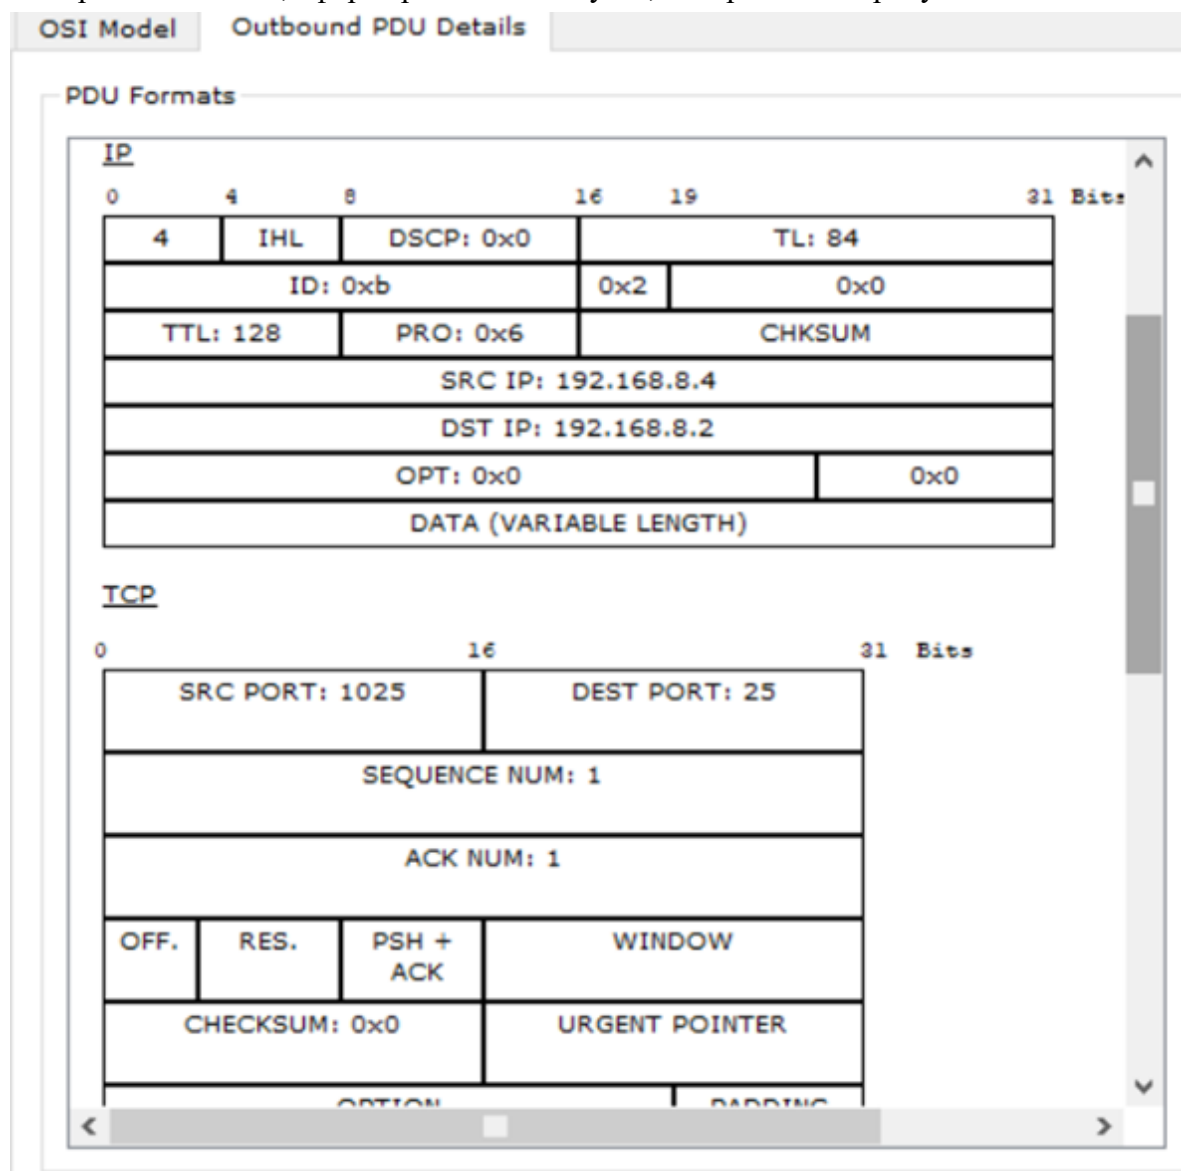 OSI Model Outbound PDU Details
PDU Formats
IP
0 4 8 16 19 31 Bits
4 IHL DSCP: 0x0 TL: 84
ID: 0xb 0x2 0x0
TTL: 128 PRO: 0x6 CHKSUM
SRC IP: 192.168.8.4
DST IP: 192.168.8.2
OPT: 0x0 0x0
DATA (VARIABLE LENGTH)
TCP
0 16 31 Bits
SRC PORT: 1025 DEST PORT: 25
SEQUENCE NUM: 1
ACK NUM: 1
OFF. RES. PSH + WINDOW
ACK
CHECKSUM: 0x0 URGENT POINTER
OPTION PADDING